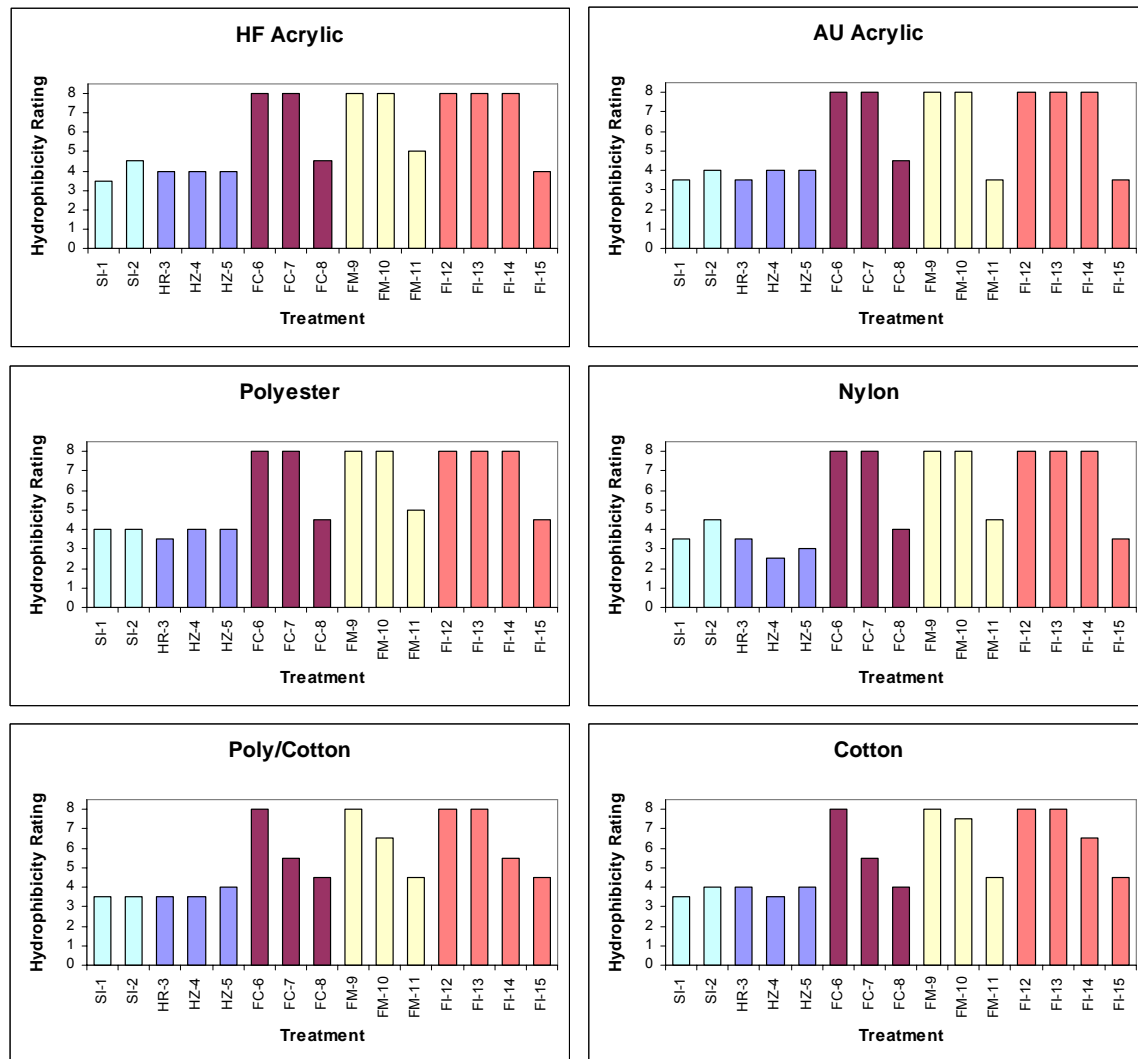 HF Acrylic
Hydrophibicity Rating
8
7
6
5
4
3
2
1
0
SI-1 SI-2 HR-3 HZ-4 HZ-5 FC-6 FC-7 FC-8 FM-9 FM-10 FM-11 FI-12 FI-13 FI-14 FI-15
Treatment
AU Acrylic
Hydrophibicity Rating
8
7
6
5
4
3
2
1
0
SI-1 SI-2 HR-3 HZ-4 HZ-5 FC-6 FC-7 FC-8 FM-9 FM-10 FM-11 FI-12 FI-13 FI-14 FI-15
Treatment
Polyester
Hydrophibicity Rating
8
7
6
5
4
3
2
1
0
SI-1 SI-2 HR-3 HZ-4 HZ-5 FC-6 FC-7 FC-8 FM-9 FM-10 FM-11 FI-12 FI-13 FI-14 FI-15
Treatment
Nylon
Hydrophibicity Rating
8
7
6
5
4
3
2
1
0
SI-1 SI-2 HR-3 HZ-4 HZ-5 FC-6 FC-7 FC-8 FM-9 FM-10 FM-11 FI-12 FI-13 FI-14 FI-15
Treatment
Poly/Cotton
Hydrophibicity Rating
8
7
6
5
4
3
2
1
0
SI-1 SI-2 HR-3 HZ-4 HZ-5 FC-6 FC-7 FC-8 FM-9 FM-10 FM-11 FI-12 FI-13 FI-14 FI-15
Treatment
Cotton
Hydrophibicity Rating
8
7
6
5
4
3
2
1
0
SI-1 SI-2 HR-3 HZ-4 HZ-5 FC-6 FC-7 FC-8 FM-9 FM-10 FM-11 FI-12 FI-13 FI-14 FI-15
Treatment